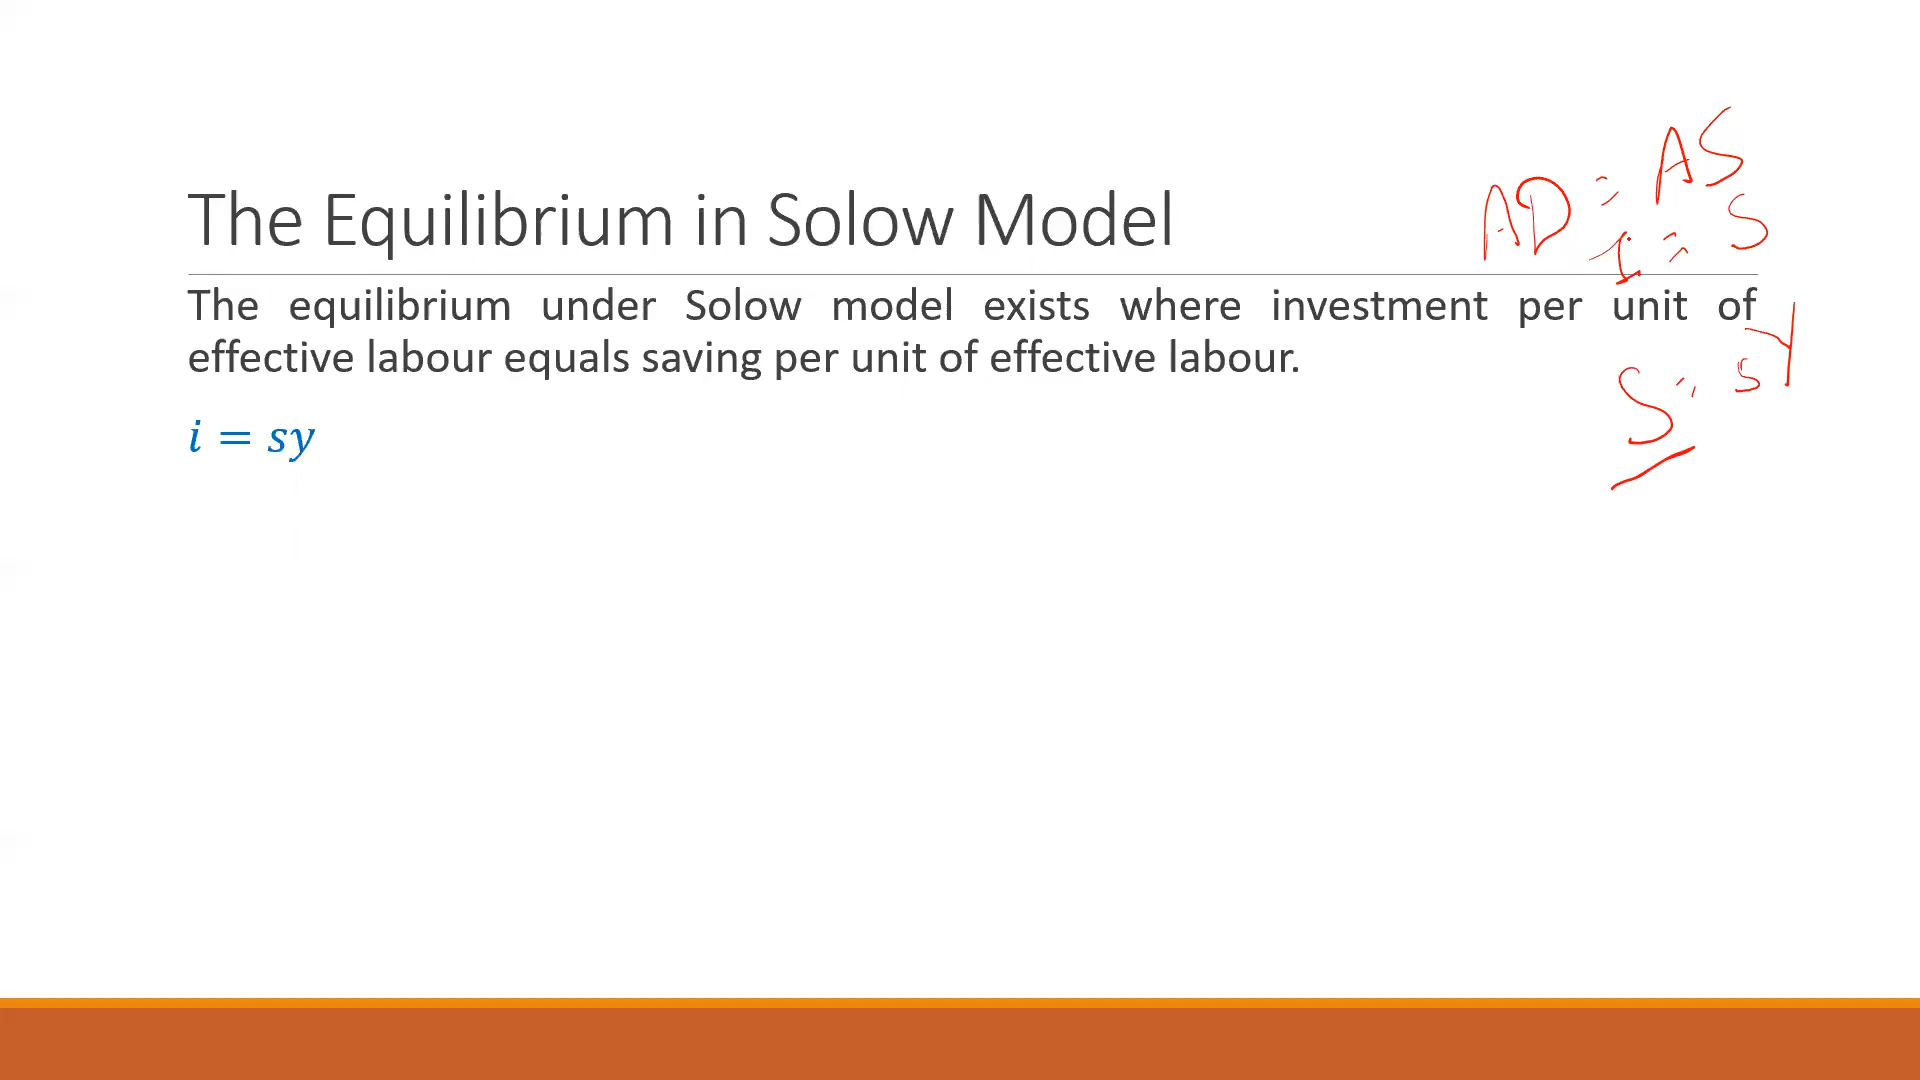 The Equilibrium in Solow Model
AD = AS
i = S
The equilibrium under Solow model exists where investment per unit of
effective labour equals saving per unit of effective labour.
S = sY
i = sy